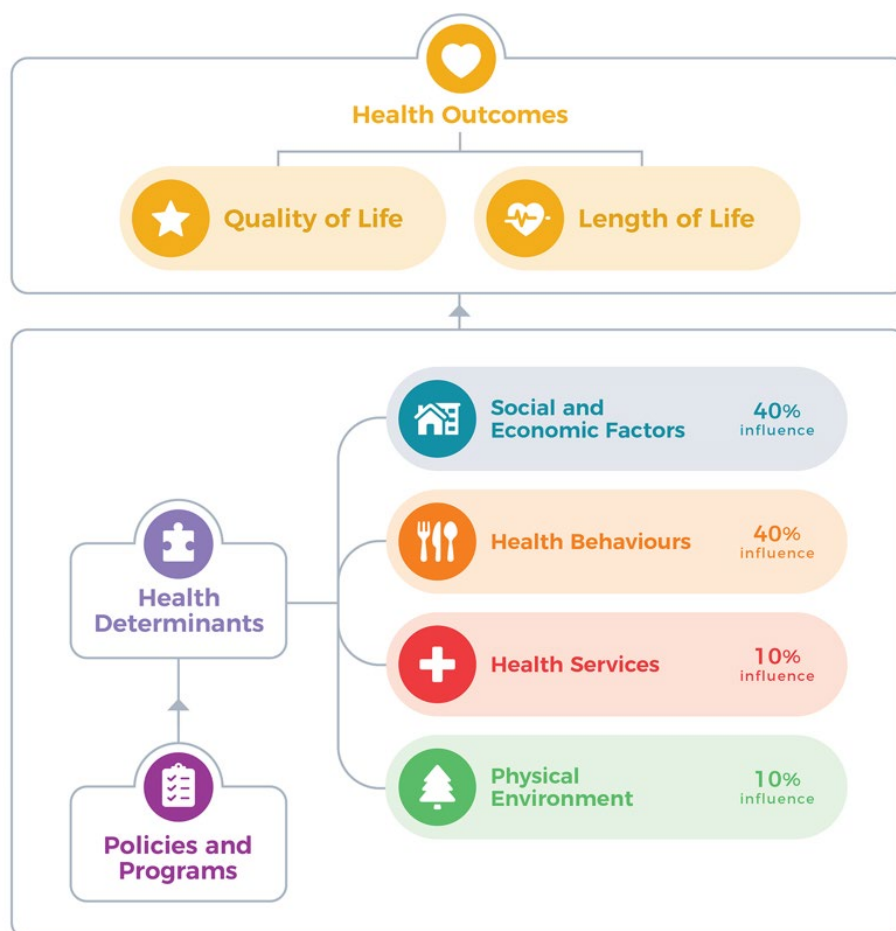 Health Outcomes
Quality of Life
Length of Life
Social and
Economic Factors
40%
influence
Health Behaviours
40%
influence
Health
Determinants
Health Services
10%
influence
Physical
Environment
10%
influence
Policies and
Programs